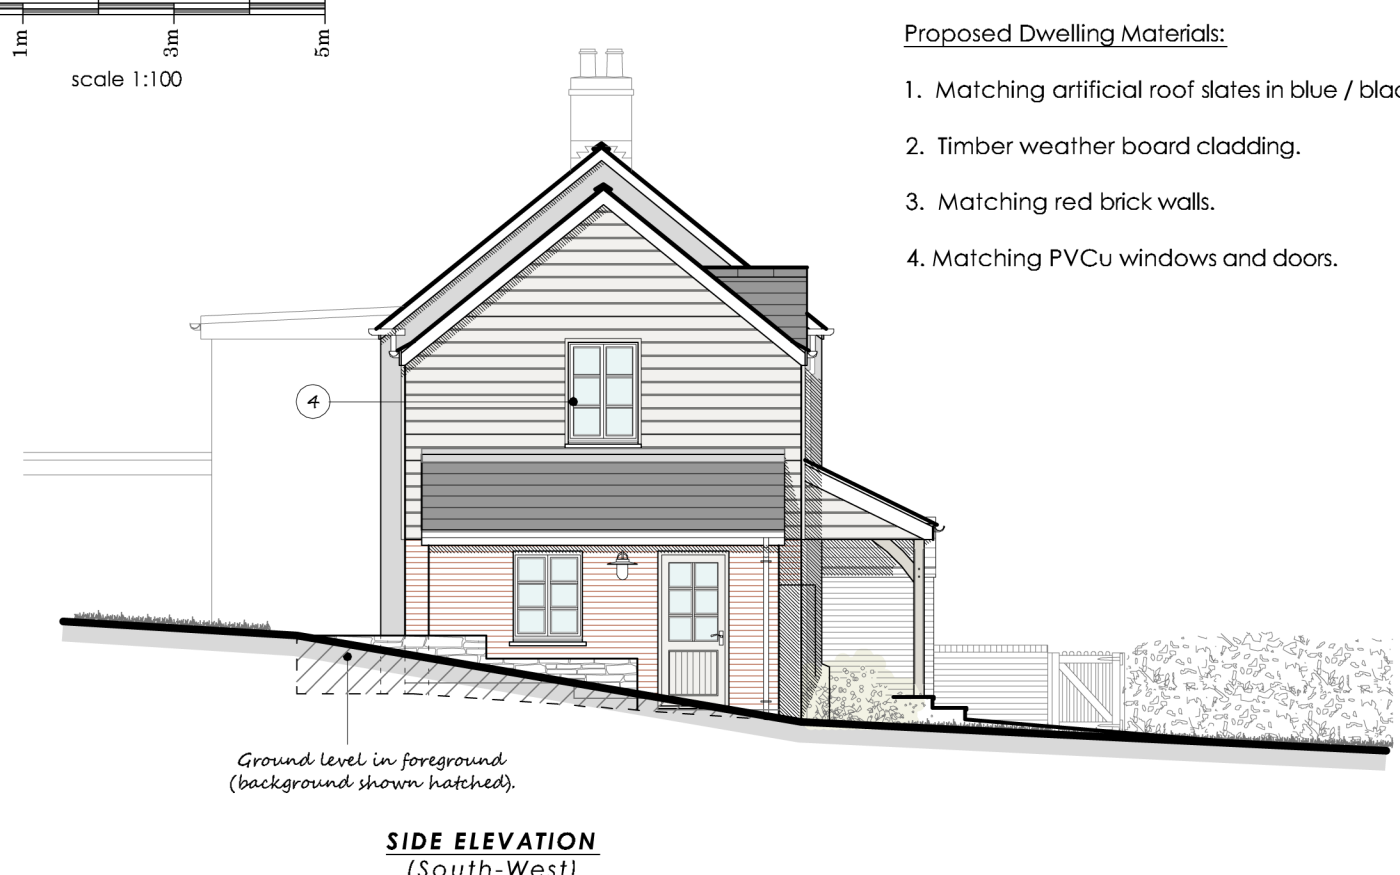 1m 3m 5m
scale 1:100
Proposed Dwelling Materials:
1. Matching artificial roof slates in blue /
2. Timber weather board cladding.
3. Matching red brick walls.
4. Matching PVCu windows and doors.
4
Ground level in foreground
(background shown hatched).
SIDE ELEVATION
(South-West)